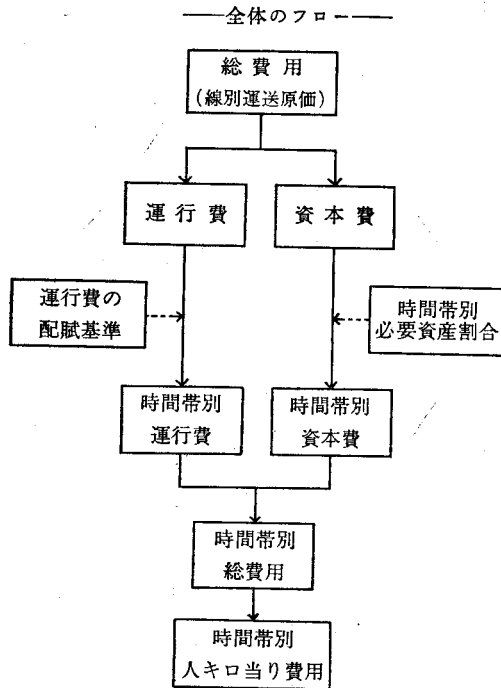 ――全体のフロー――
総費用
(線別運送原価)
運行費
資本費
運行費の
配賦基準
時間帯別
必要資産割合
時間帯別
運行費
時間帯別
資本費
時間帯別
総費用
時間帯別
人キロ当り費用